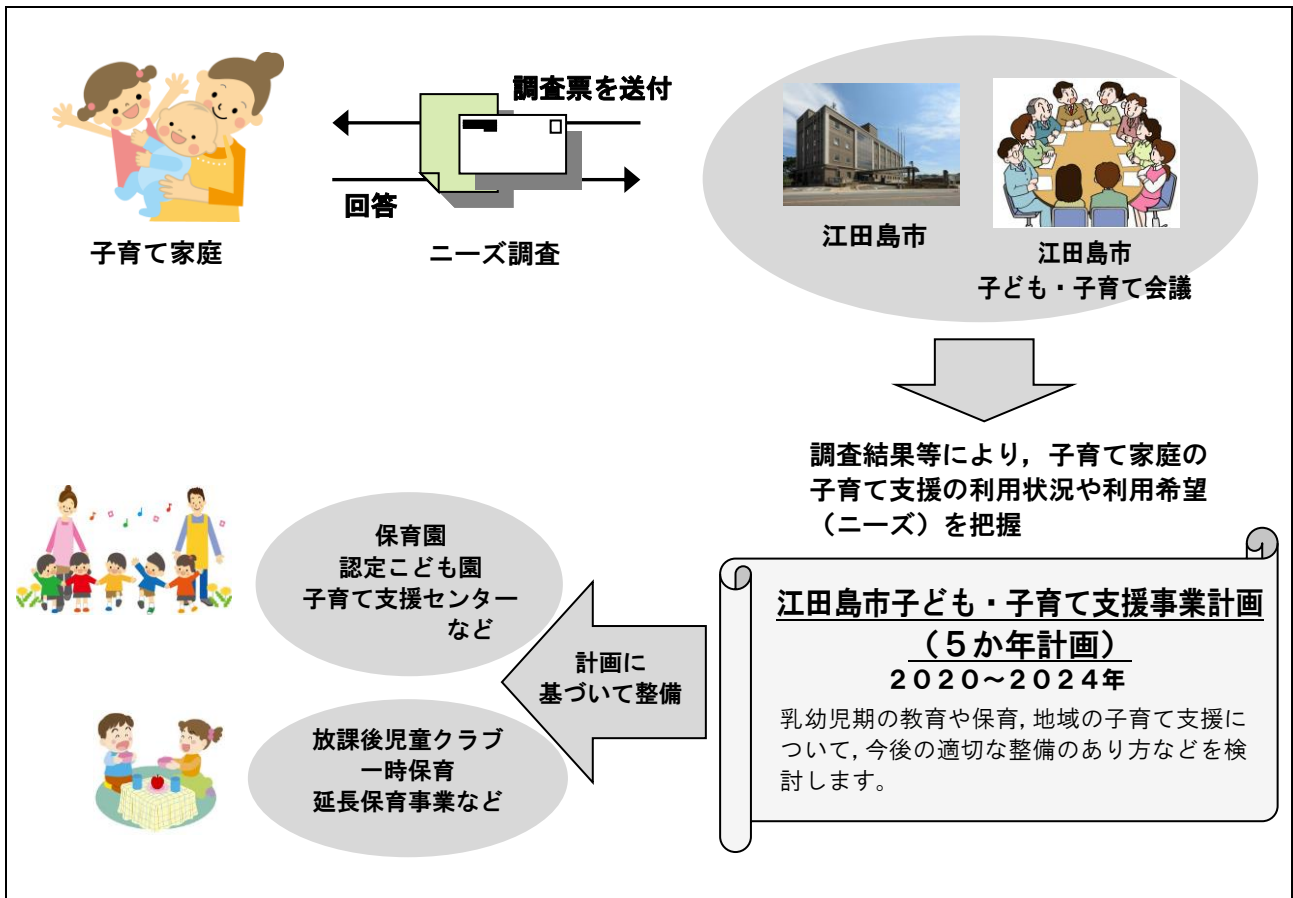 調査票を送付
回答
子育て家庭
ニーズ調査
江田島市
江田島市
子ども・子育て会議
調査結果等により，子育て家庭の
子育て支援の利用状況や利用希望
（ニーズ）を把握
江田島市子ども・子育て支援事業計画
（５か年計画）
２０２０～２０２４年
乳幼児期の教育や保育，地域の子育て支援に
ついて，今後の適切な整備のあり方などを検
討します。
計画に
基づいて整備
保育園
認定こども園
子育て支援センター
など
放課後児童クラブ
一時保育
延長保育事業など